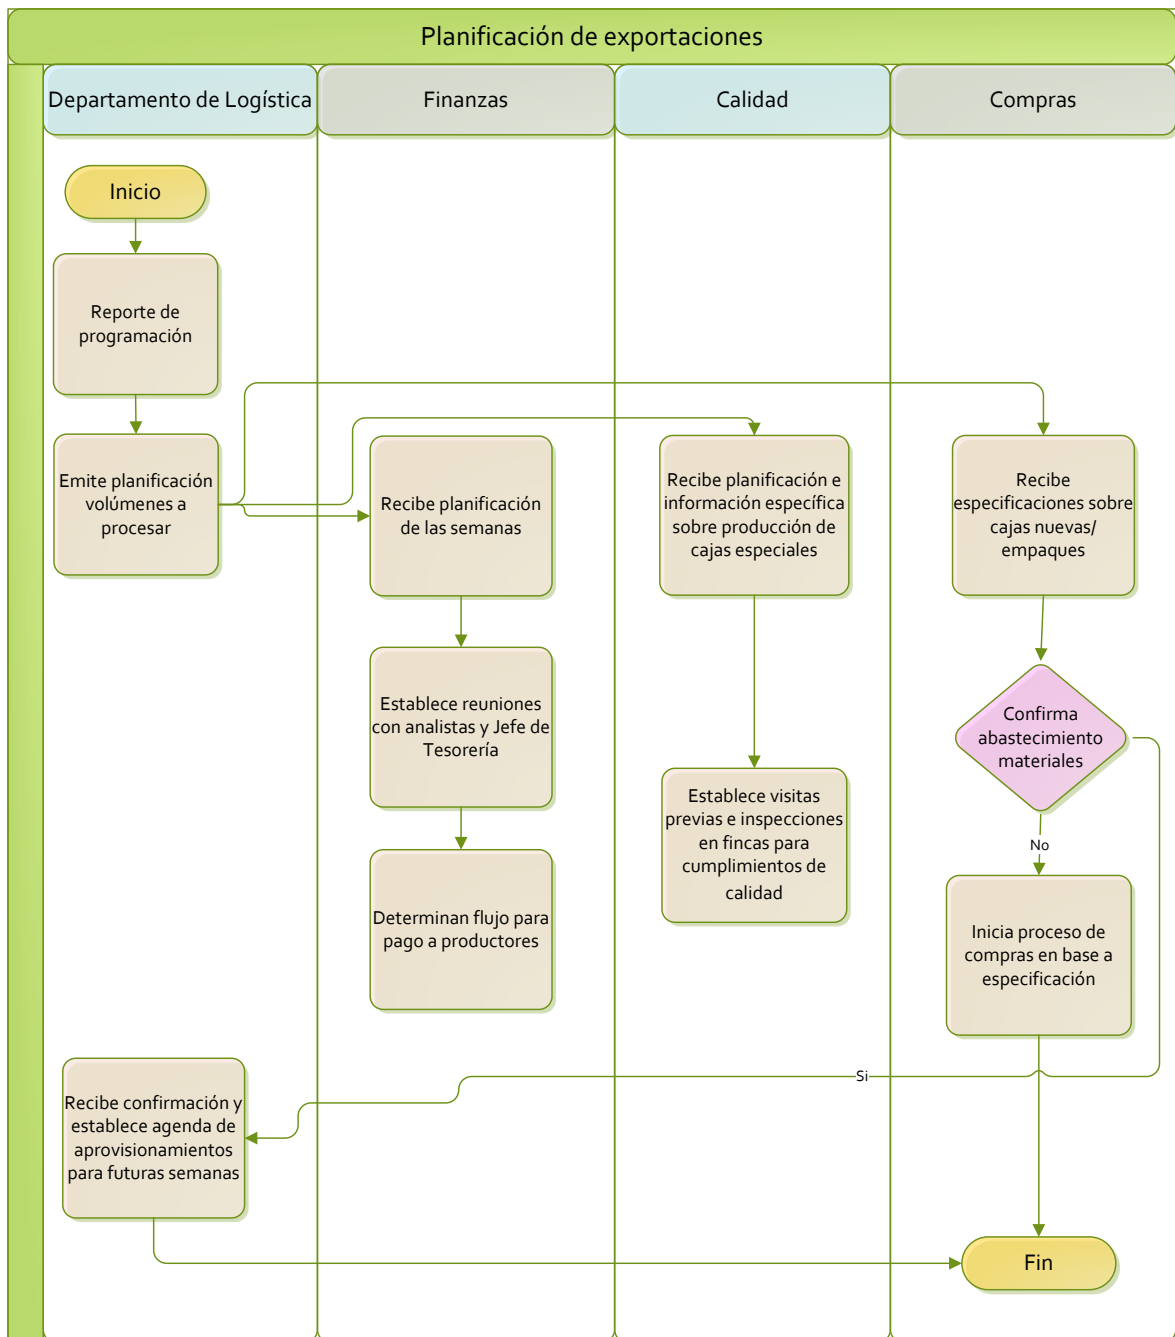 Planificación de exportaciones
Departamento de Logística
Finanzas
Calidad
Compras
Inicio
Reporte de
programación
Emite planificación
volúmenes a
procesar
Recibe planificación
de las semanas
Recibe planificación e
información específica
sobre producción de
cajas especiales
Recibe
especificaciones sobre
cajas nuevas/
empaques
Establece reuniones
con analistas y Jefe de
Tesorería
Confirma
abastecimiento
materiales
Establece visitas
previas e inspecciones
en fincas para
cumplimientos de
calidad
No
Determinan flujo para
pago a productores
Inicia proceso de
compras en base a
especificación
Si
Recibe confirmación y
establece agenda de
aprovisionamientos
para futuras semanas
Fin